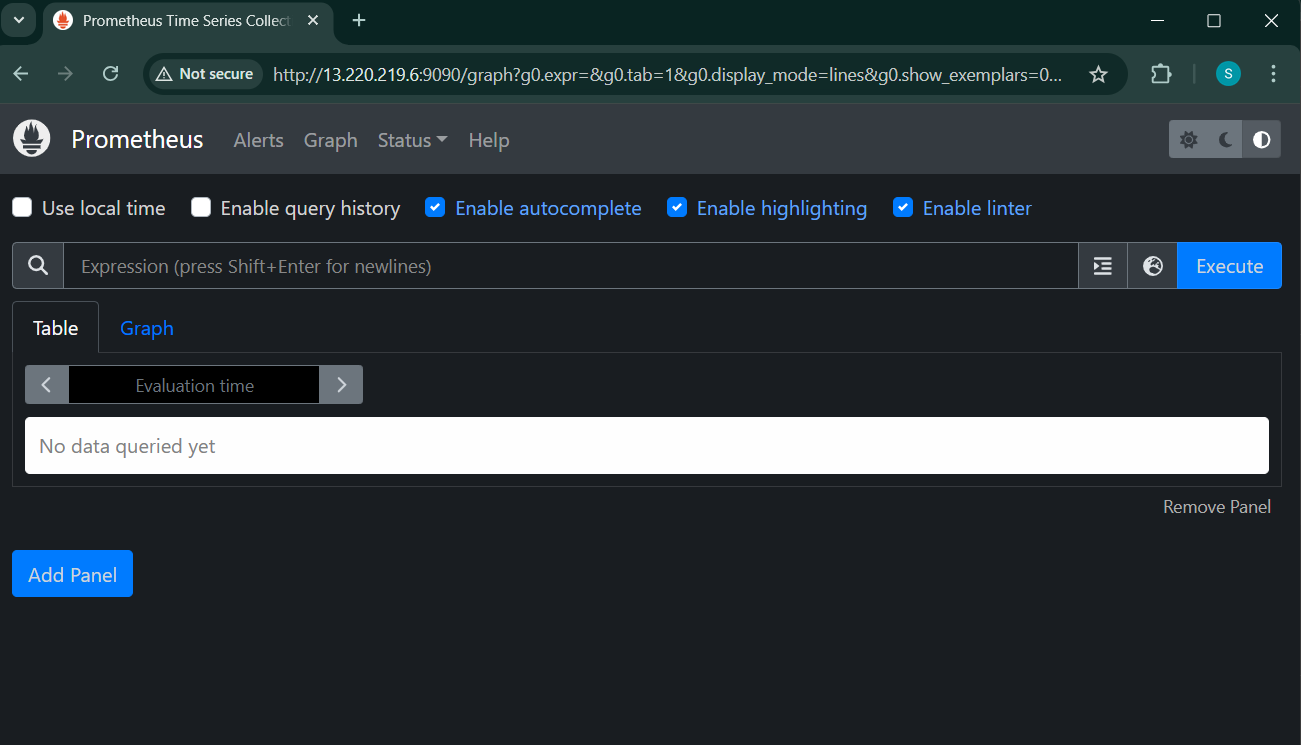 Prometheus Time Series Collect
Not secure
http://13.220.219.6:9090/graph?g0.expr=&g0.tab=1&g0.display_mode=lines&g0.show_exemplars=0...
S
Prometheus Alerts Graph Status Help
Use local time Enable query history Enable autocomplete Enable highlighting Enable linter
Expression (press Shift+Enter for newlines) Execute
Table Graph
Evaluation time
No data queried yet
Remove Panel
Add Panel